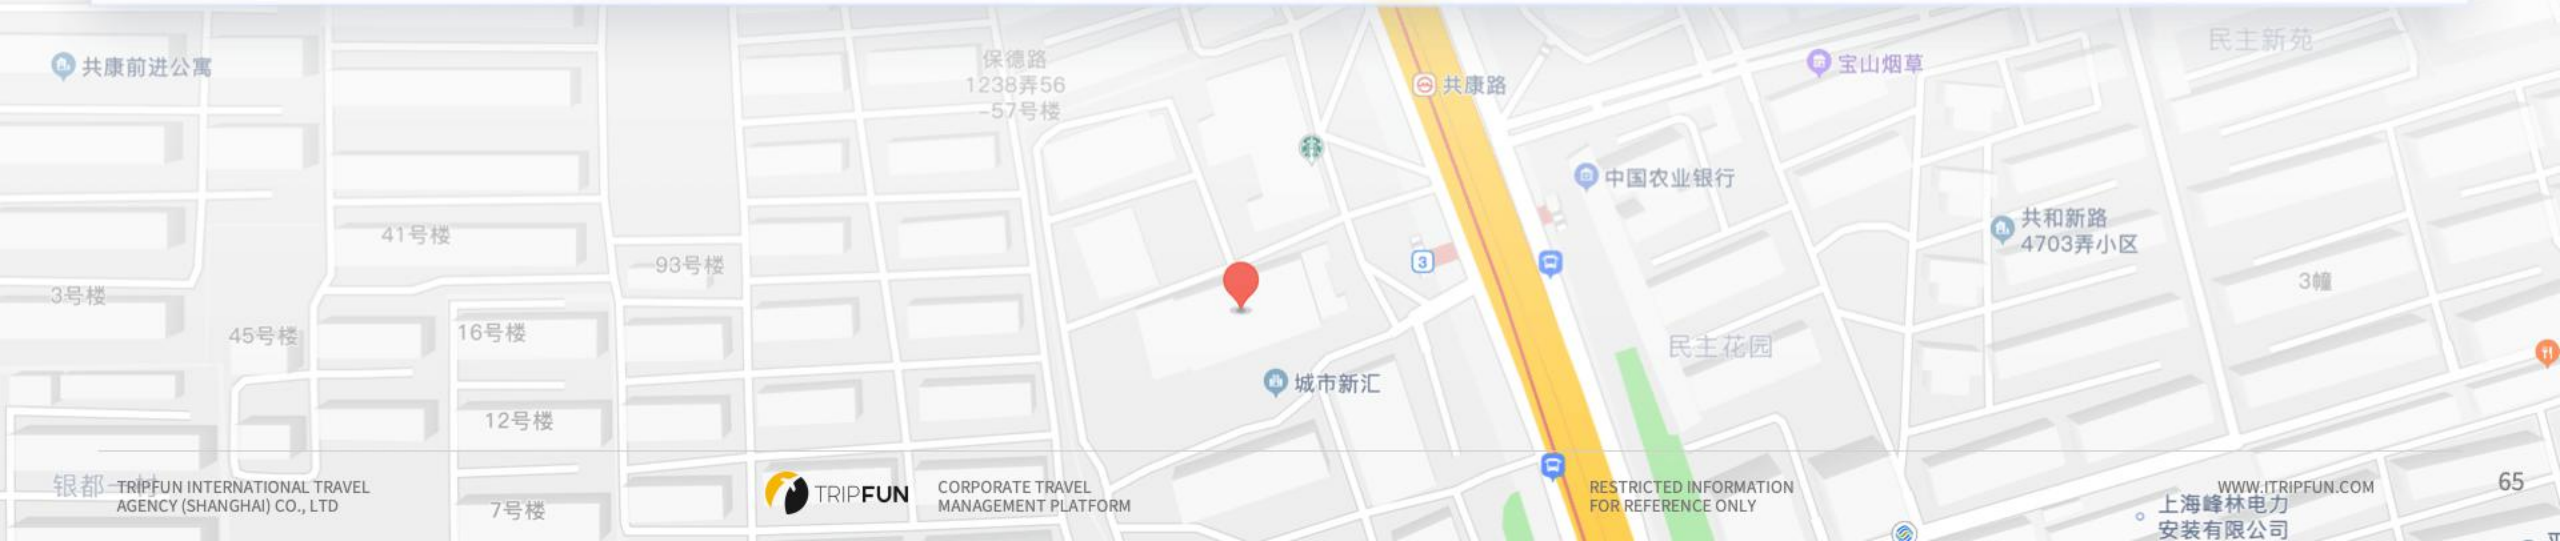 民主新苑
共康前进公寓
保德路
1238弄56
-57号楼
宝山烟草
共康路
中国农业银行
共和新路
4703弄小区
41号楼
93号楼
3
3号楼
3幢
45号楼
16号楼
民主花园
城市新汇
12号楼
银都一村
7号楼
TRIPFUN INTERNATIONAL TRAVEL
AGENCY (SHANGHAI) CO., LTD
TRIPFUN
CORPORATE TRAVEL
MANAGEMENT PLATFORM
RESTRICTED INFORMATION
FOR REFERENCE ONLY
WWW.ITRIPFUN.COM
65
上海峰林电力
安装有限公司